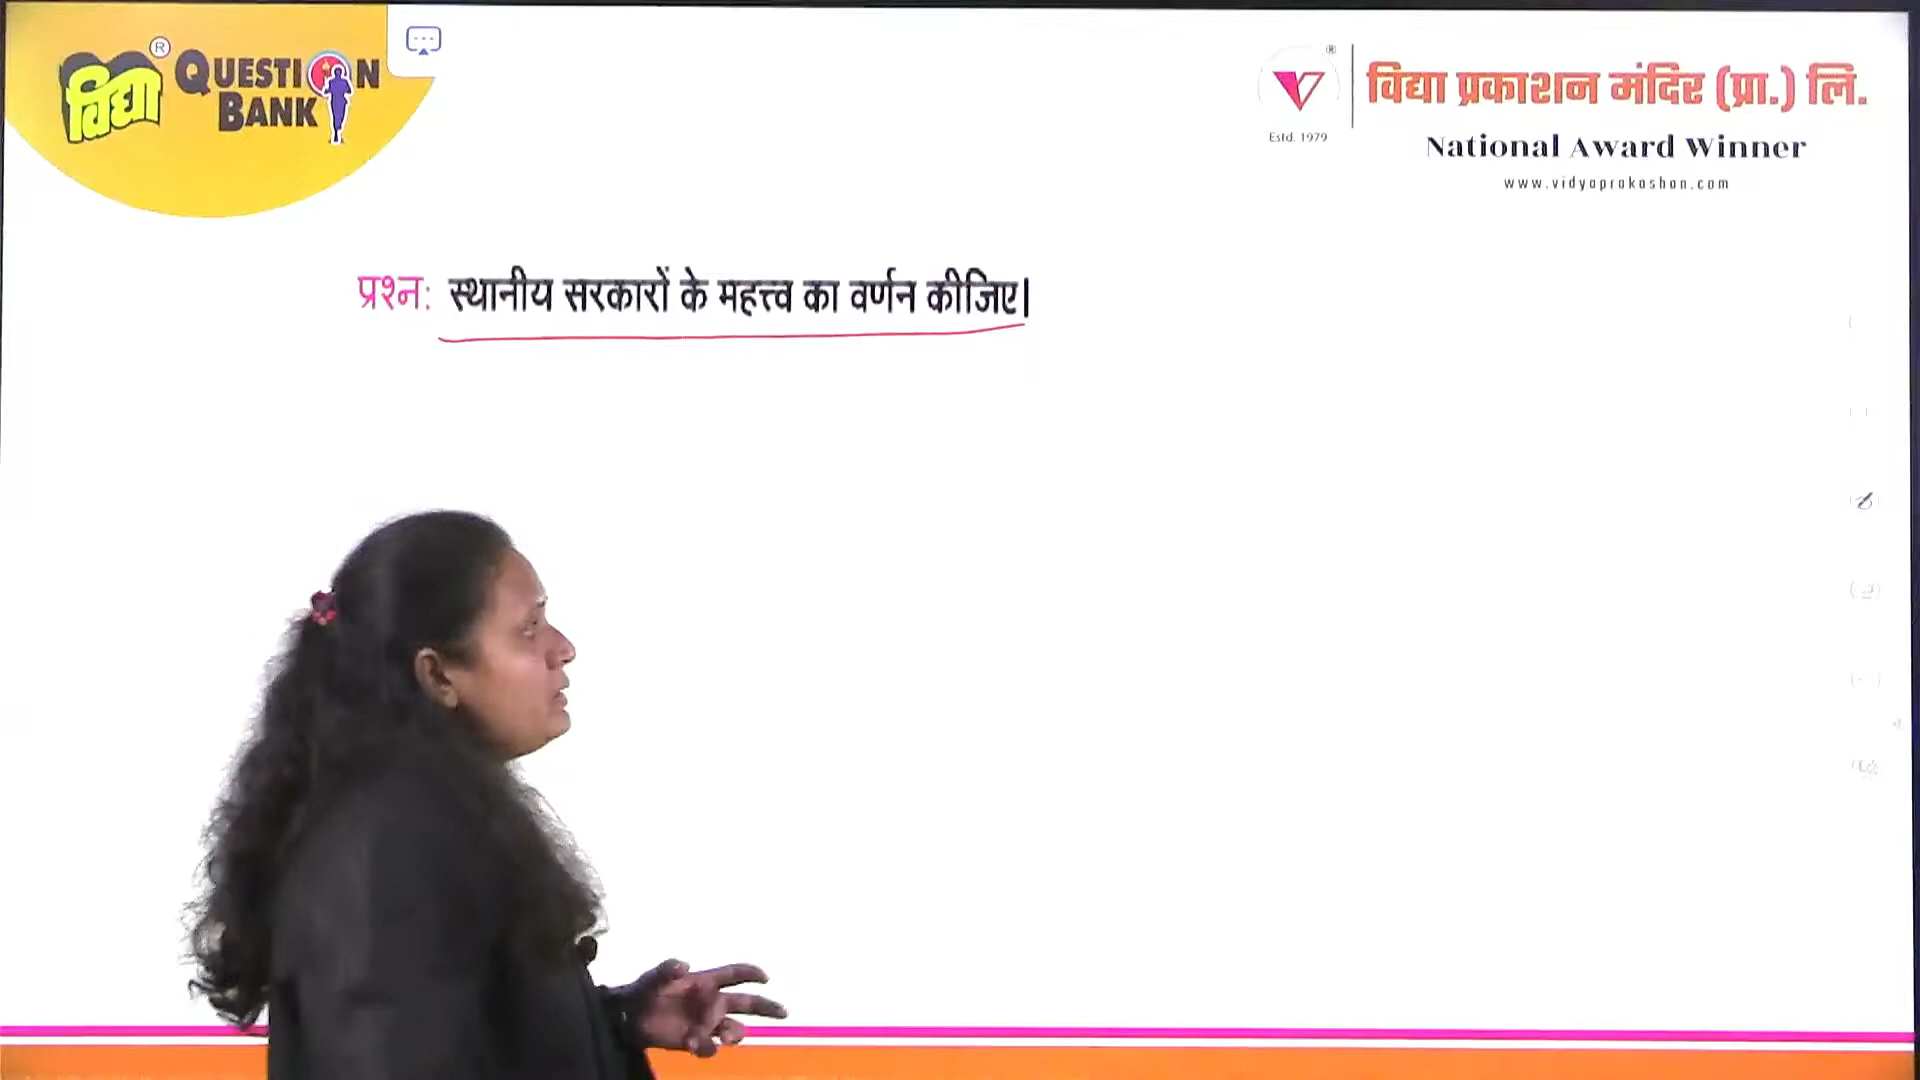 विद्या
®
QUESTION
BANK
®
Estd. 1979
विद्या प्रकाशन मंदिर (प्रा.) लि.
National Award Winner
www.vidyaprakashan.com
प्रश्न: स्थानीय सरकारों के महत्त्व का वर्णन कीजिए।